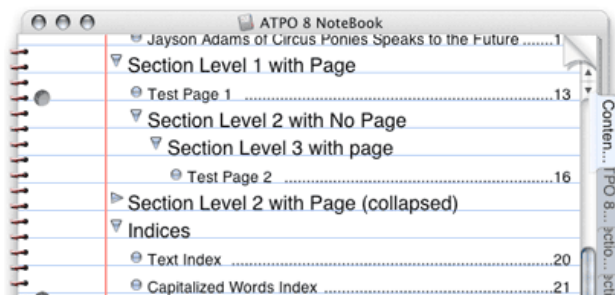 ATPO 8 NoteBook
Jayson Adams of Circus Ponies Speaks to the Future .......1
Section Level 1 with Page
Test Page 1 ....................................................................13
Section Level 2 with No Page
Section Level 3 with page
Test Page 2 .............................................................16
Section Level 2 with Page (collapsed)
Indices
Text Index .......................................................................20
Capitalized Words Index ..................................................21
Conten...
TPO 8...